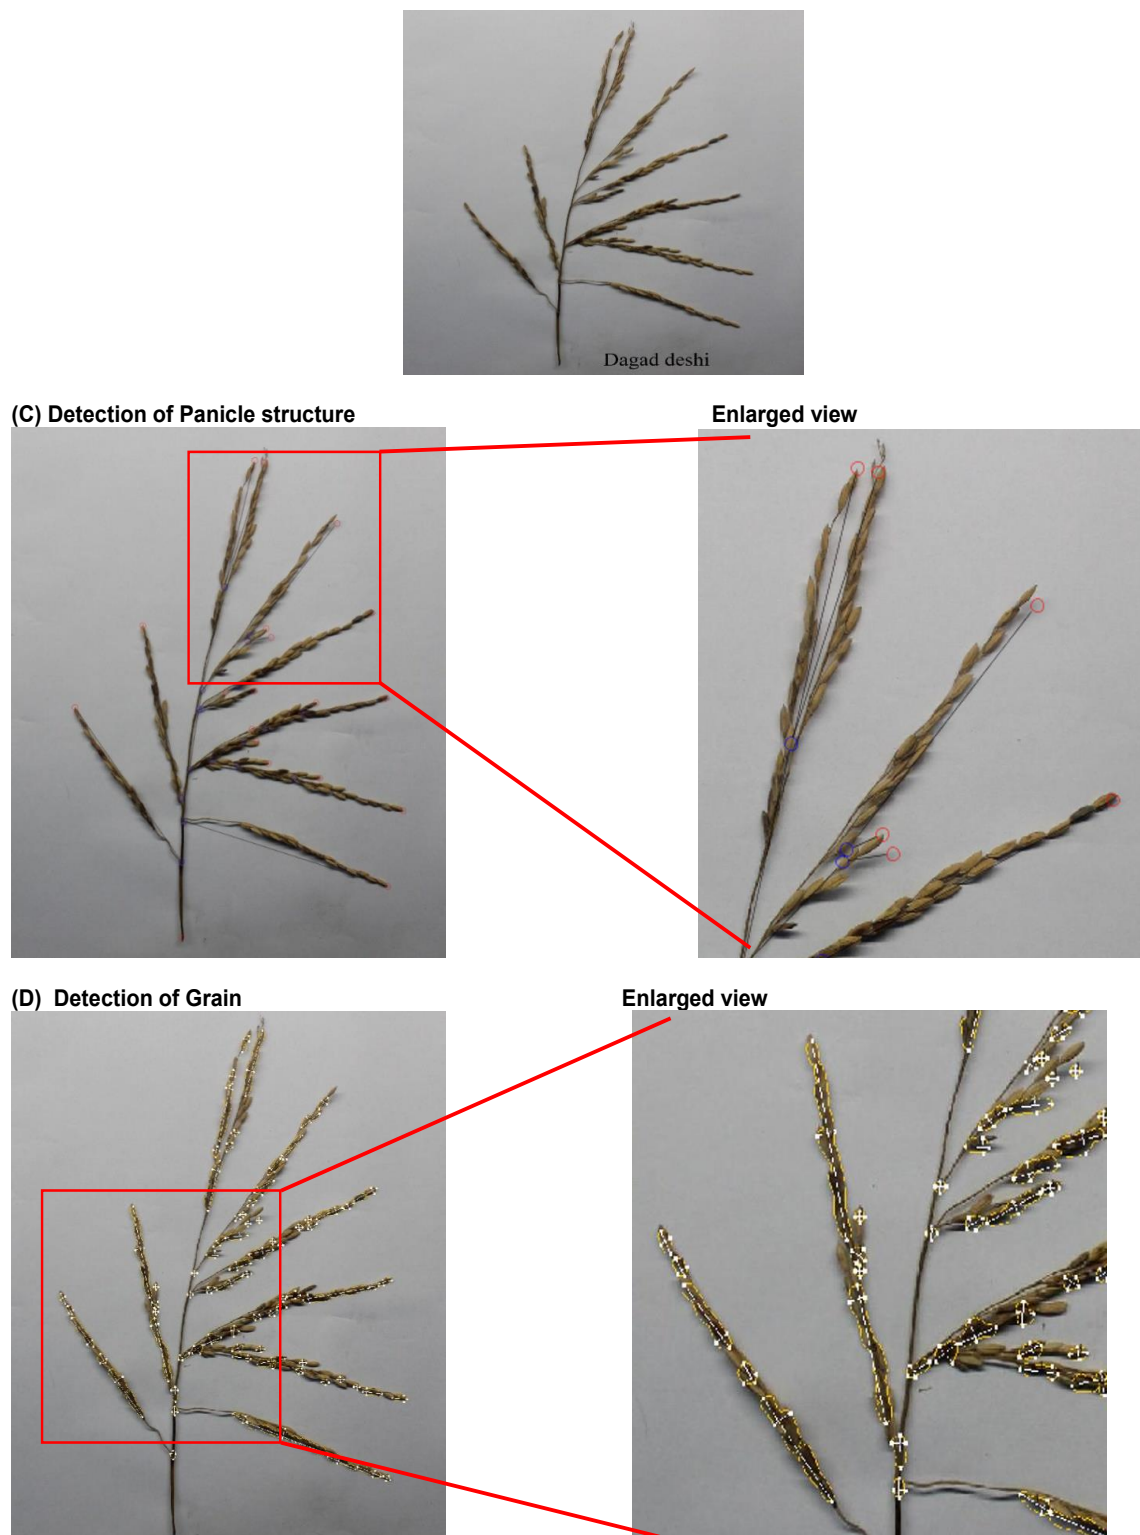 Dagad deshi
(C) Detection of Panicle structure
Enlarged view
(D) Detection of Grain
Enlarged view